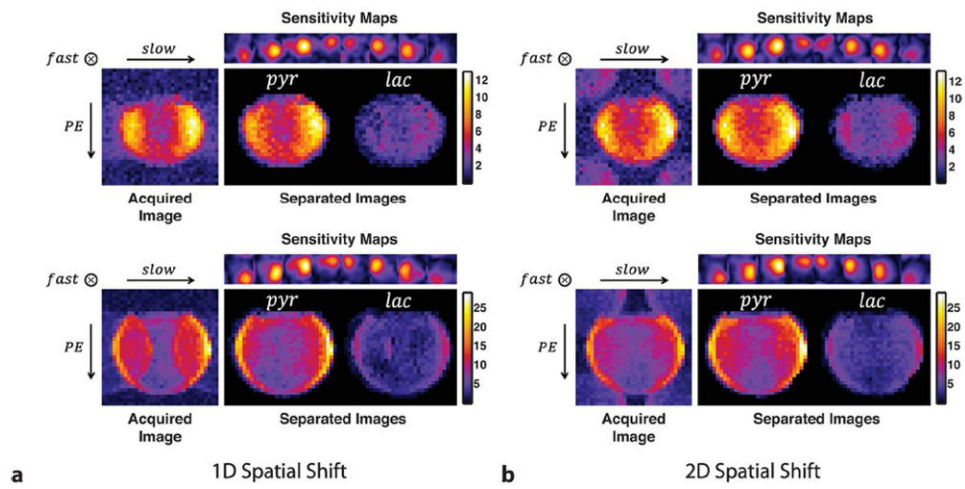 Sensitivity Maps
fast ⊗ slow
pyr lac
PE
12
10
8
6
4
2
Acquired Image
Separated Images
Sensitivity Maps
fast ⊗ slow
pyr lac
PE
25
20
15
10
5
Acquired Image
Separated Images
a 1D Spatial Shift
Sensitivity Maps
fast ⊗ slow
pyr lac
PE
12
10
8
6
4
2
Acquired Image
Separated Images
Sensitivity Maps
fast ⊗ slow
pyr lac
PE
25
20
15
10
5
Acquired Image
Separated Images
b 2D Spatial Shift